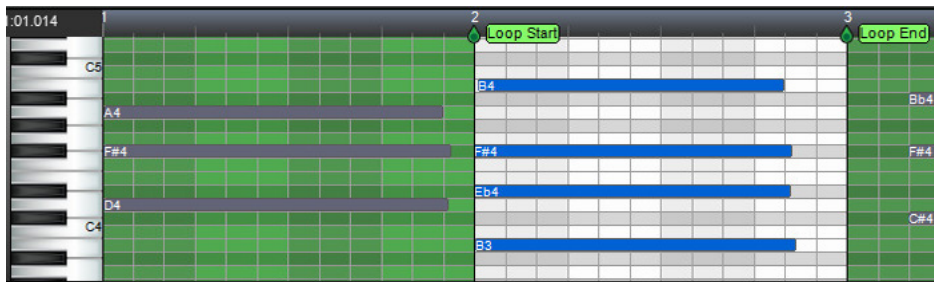 1:01.014 1 2 3
Loop Start Loop End
C5
B4
Bb4
A4
F#4 F#4 F#4
Eb4
D4
C#4
C4
B3